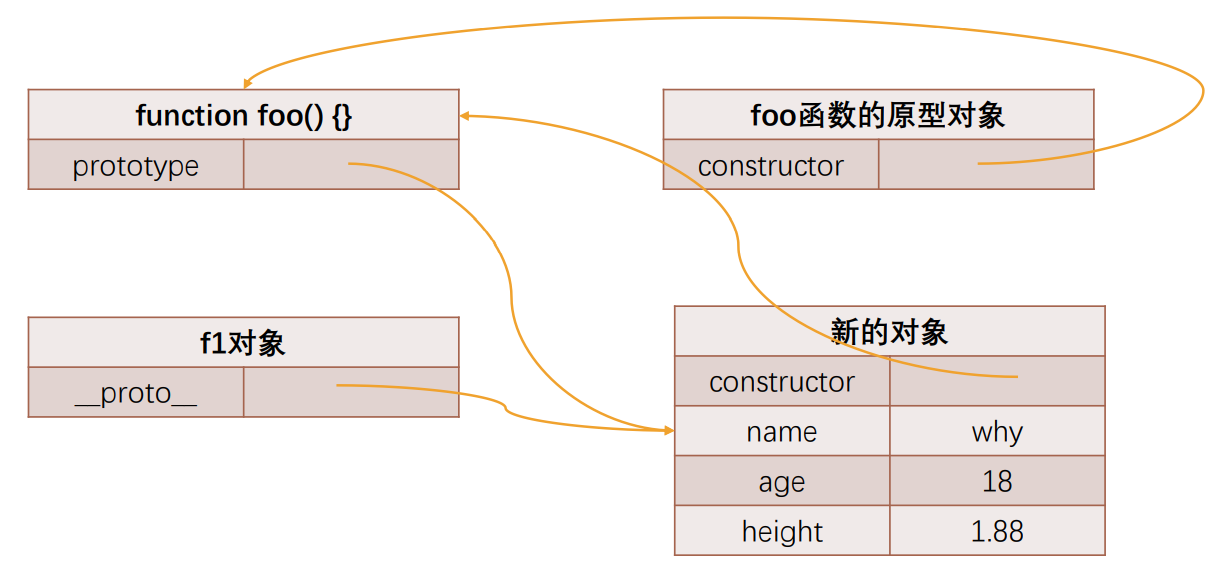 function foo() {}
prototype
foo函数的原型对象
constructor
f1对象
__proto__
新的对象
constructor
name why
age 18
height 1.88